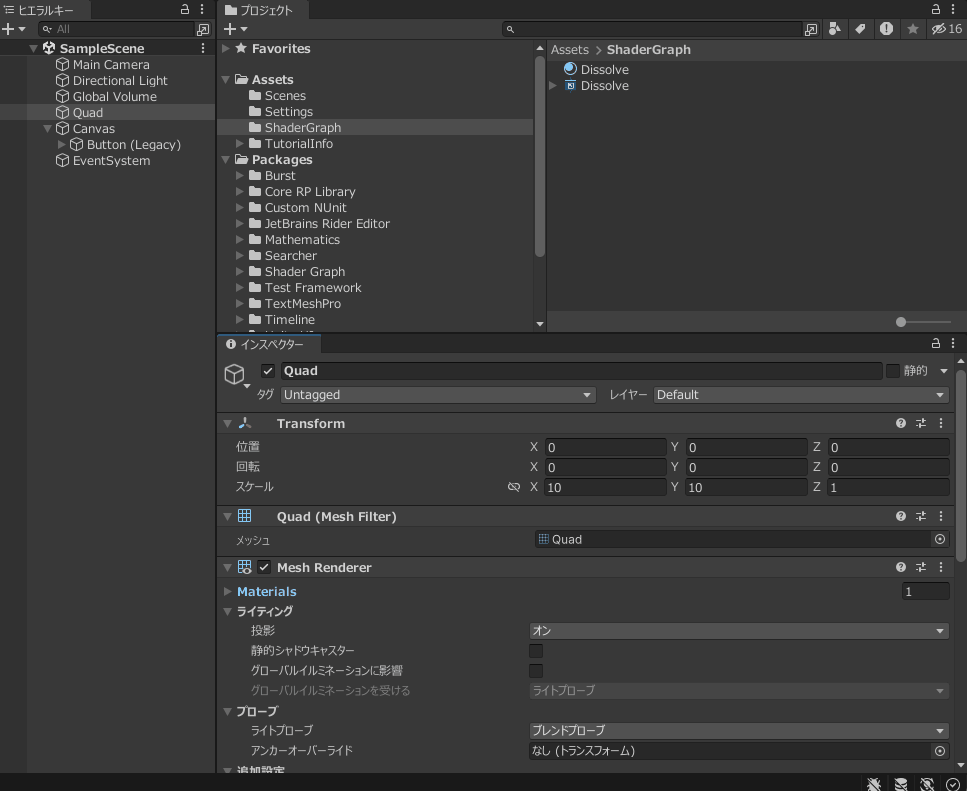 ヒエラルキー
All
SampleScene
Main Camera
Directional Light
Global Volume
Quad
Canvas
Button (Legacy)
EventSystem
プロジェクト
16
Favorites
Assets
Scenes
Settings
ShaderGraph
TutorialInfo
Packages
Burst
Core RP Library
Custom NUnit
JetBrains Rider Editor
Mathematics
Searcher
Shader Graph
Test Framework
TextMeshPro
Timeline
Assets > ShaderGraph
Dissolve
Dissolve
インスペクター
Quad 静的
タグ Untagged レイヤー Default
Transform
位置 X 0 Y 0 Z 0
回転 X 0 Y 0 Z 0
スケール X 10 Y 10 Z 1
Quad (Mesh Filter)
メッシュ Quad
Mesh Renderer
Materials 1
ライティング
投影 オン
静的シャドウキャスター
グローバルイルミネーションに影響
グローバルイルミネーションを受ける ライトプローブ
プローブ
ライトプローブ ブレンドプローブ
アンカーオーバーライド なし (トランスフォーム)
追加設定